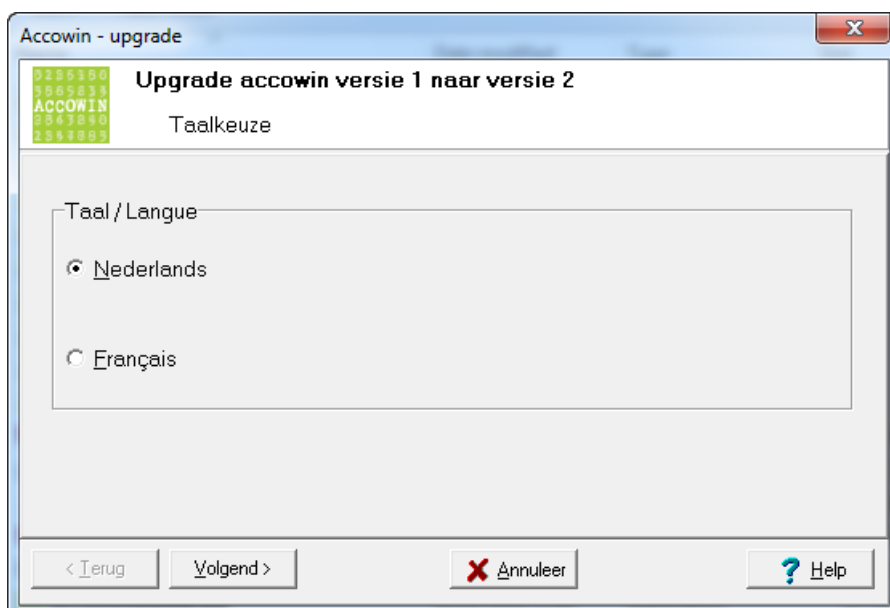 Accowin - upgrade
ACCOWIN
Upgrade accowin versie 1 naar versie 2
Taalkeuze
Taal / Langue
Nederlands
Français
< Terug
Volgend >
Annuleer
Help